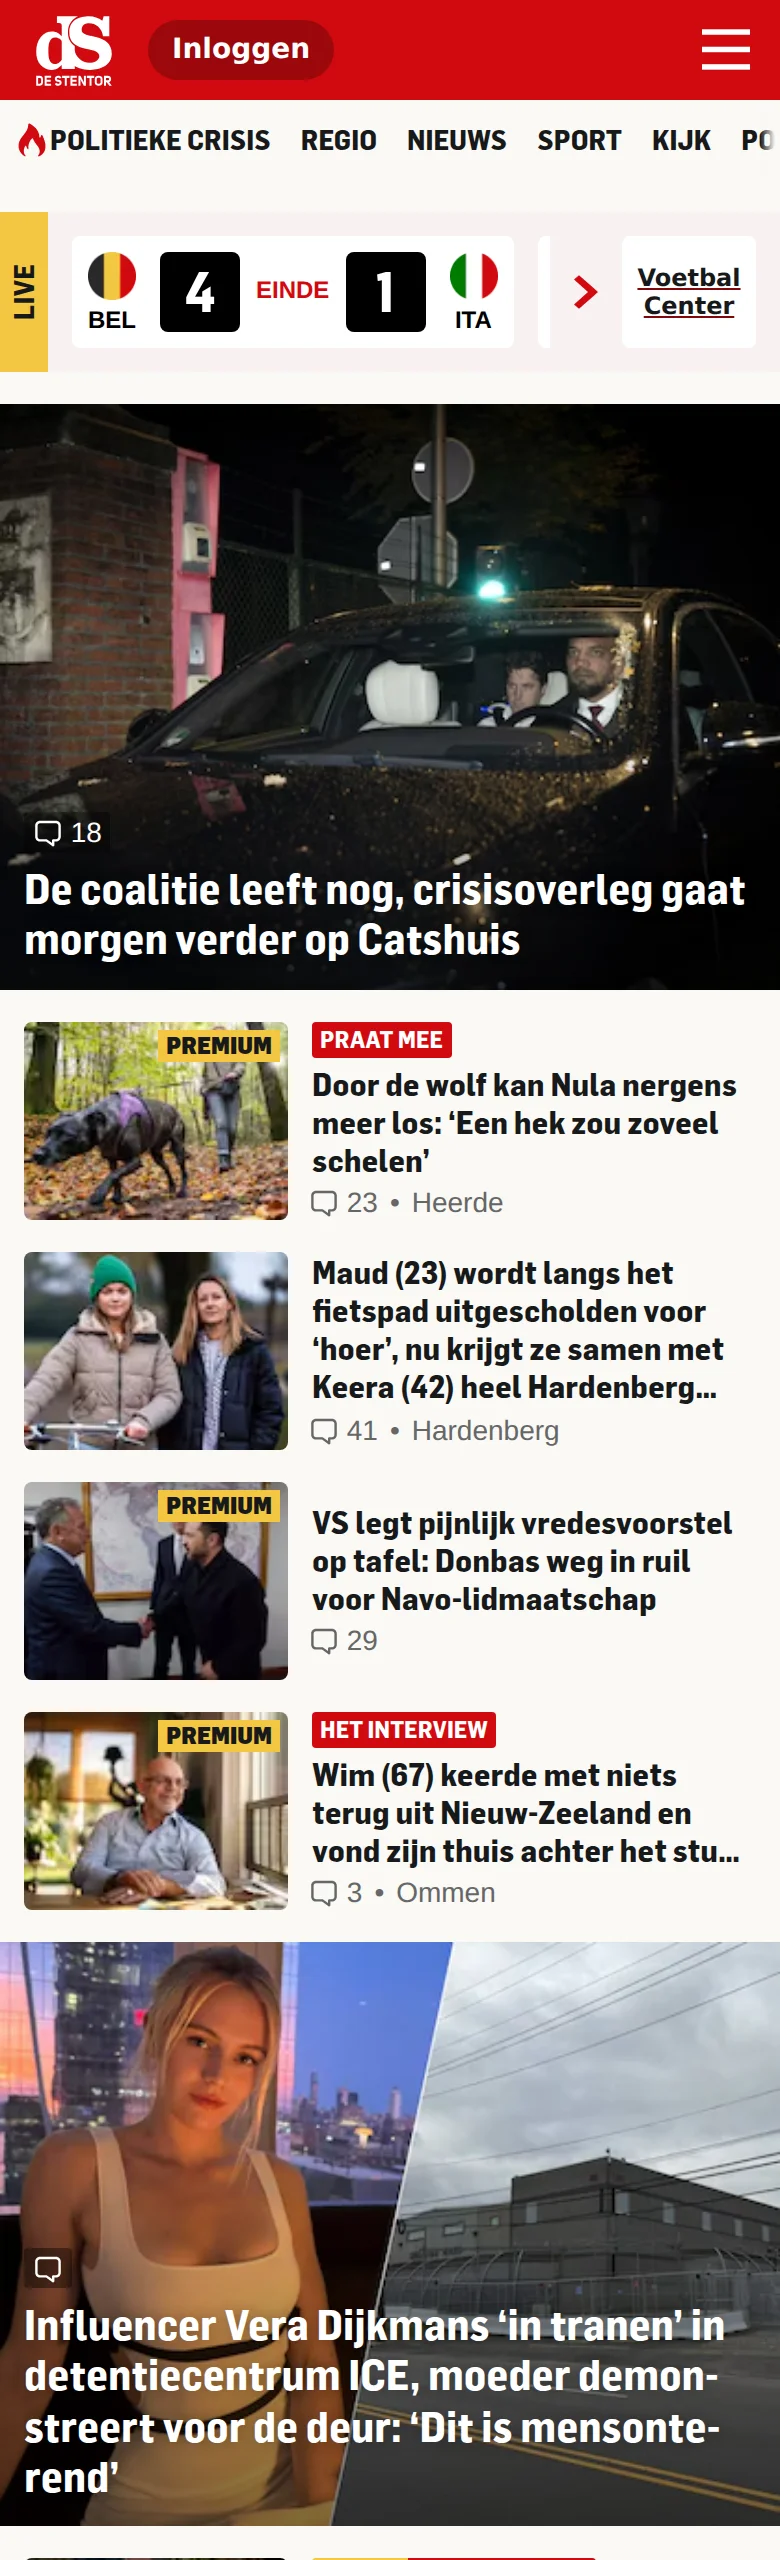 dS
DE STENTOR
Inloggen
POLITIEKE CRISIS REGIO NIEUWS SPORT KIJK PO
LIVE
BEL 4 EINDE 1 ITA
Voetbal
Center
18
De coalitie leeft nog, crisisoverleg gaat
morgen verder op Catshuis
PREMIUM
PRAAT MEE
Door de wolf kan Nula nergens
meer los: ‘Een hek zou zoveel
schelen’
23 • Heerde
Maud (23) wordt langs het
fietspad uitgescholden voor
‘hoer’, nu krijgt ze samen met
Keera (42) heel Hardenberg...
41 • Hardenberg
PREMIUM
VS legt pijnlijk vredesvoorstel
op tafel: Donbas weg in ruil
voor Navo-lidmaatschap
29
PREMIUM
HET INTERVIEW
Wim (67) keerde met niets
terug uit Nieuw-Zeeland en
vond zijn thuis achter het stu...
3 • Ommen
Influencer Vera Dijkmans ‘in tranen’ in
detentiecentrum ICE, moeder demon-
streert voor de deur: ‘Dit is mensonte-
rend’